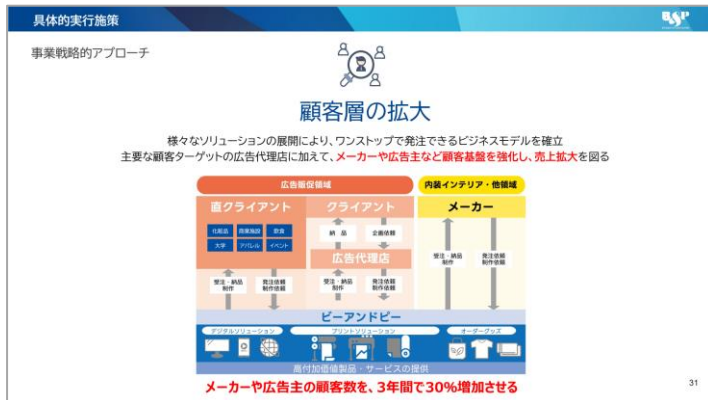 具体的実行施策
BSP
事業戦略的アプローチ
顧客層の拡大
様々なソリューションの展開により、ワンストップで発注できるビジネスモデルを確立
主要な顧客ターゲットの広告代理店に加えて、メーカーや広告主など顧客基盤を強化し、売上拡大を図る
広告販促領域
内装インテリア・他領域
直クライアント
クライアント
メーカー
化粧品 商業施設 飲食
大学 アパレル イベント
納品
企画依頼
広告代理店
受注・納品
制作
発注依頼
制作依頼
受注・納品
制作
発注依頼
制作依頼
受注・納品
制作
発注依頼
制作依頼
ビーアンドピー
デジタルソリューション
プリントソリューション
オーダーグッズ
高付加価値製品・サービスの提供
メーカーや広告主の顧客数を、3年間で30%増加させる
31